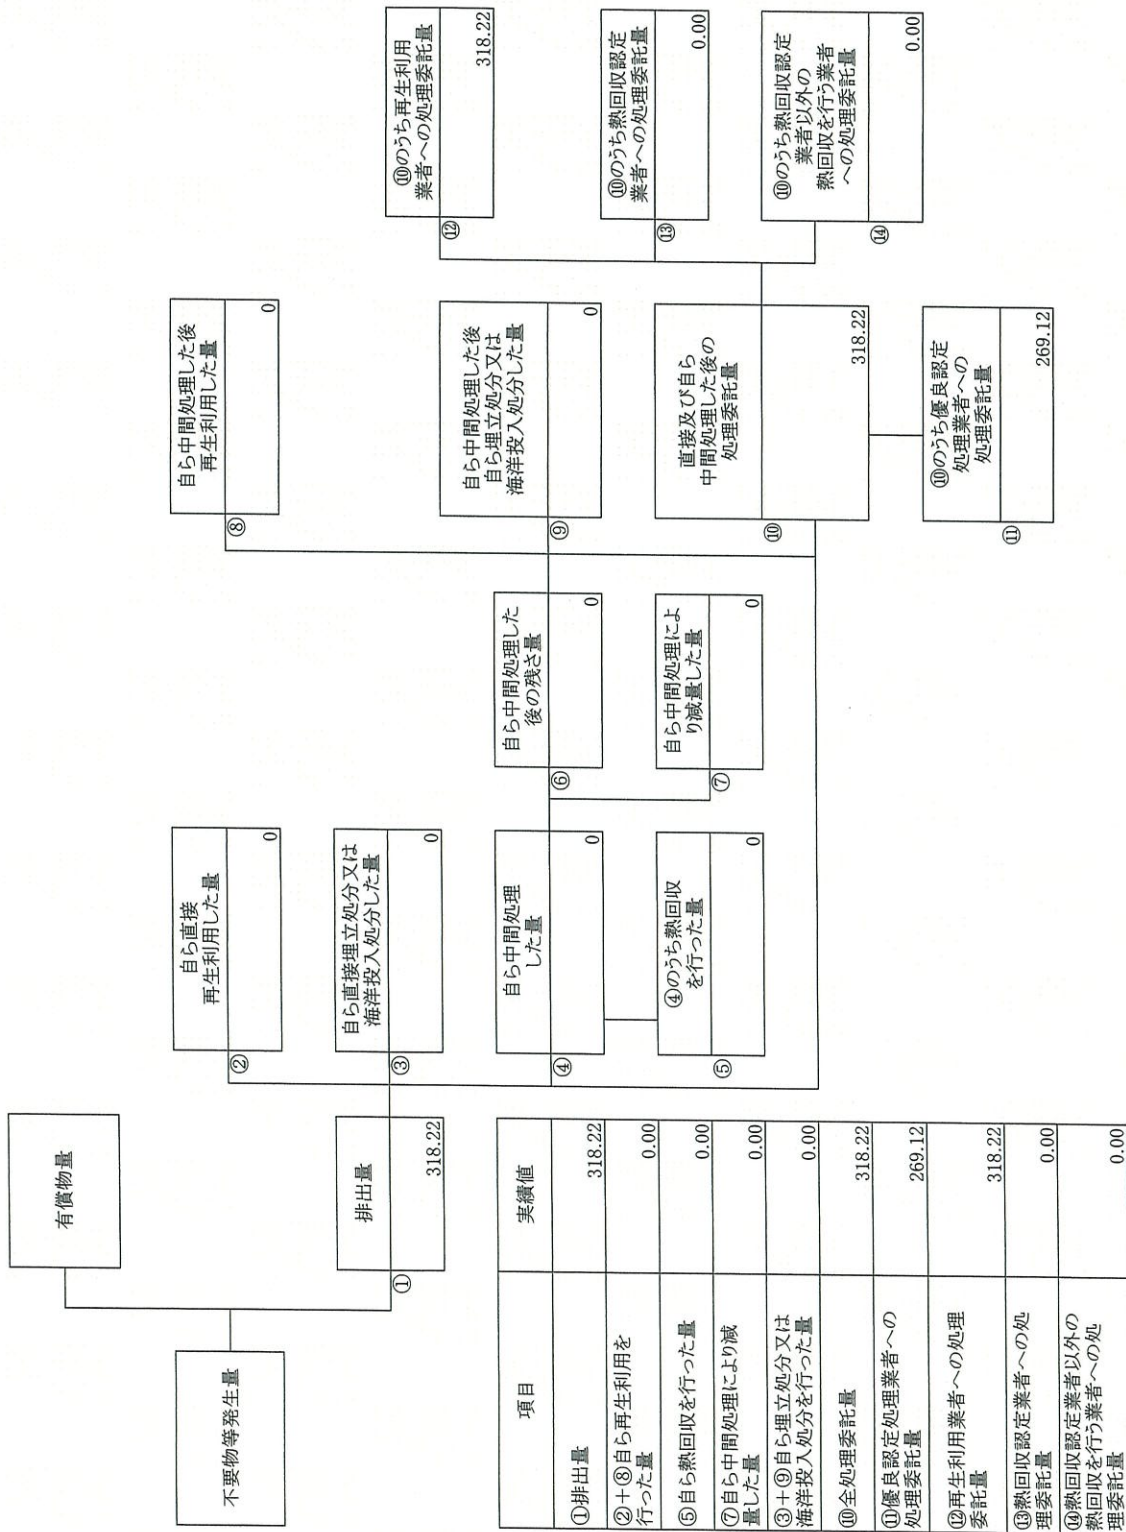 不要物等発生量
有償物量
排出量
①
318.22
自ら直接
再生利用した量
②
0
自ら直接埋立処分又は
海洋投入処分した量
③
0
自ら中間処理
した量
④
0
④のうち熱回収
を行った量
⑤
0
自ら中間処理した
後の残さ量
⑥
0
自ら中間処理によ
り減量した量
⑦
0
自ら中間処理した後
再生利用した量
⑧
0
自ら中間処理した後
自ら埋立処分又は
海洋投入処分した量
⑨
0
直接及び自ら
中間処理した後の
処理委託量
⑩
318.22
⑩のうち優良認定
処理業者への
処理委託量
⑪
269.12
⑩のうち再生利用
業者への処理委託量
⑫
318.22
⑩のうち熱回収認定
業者への処理委託量
⑬
0.00
⑩のうち熱回収認定
業者以外の
熱回収を行う業者
への処理委託量
⑭
0.00
項目 実績値
①排出量 318.22
②+⑧自ら再生利用を
行った量 0.00
⑤自ら熱回収を行った量 0.00
⑦自ら中間処理により減
量した量 0.00
③+⑨自ら埋立処分又は
海洋投入処分を行った量 0.00
⑩全処理委託量 318.22
⑪優良認定処理業者への
処理委託量 269.12
⑫再生利用業者への処理
委託量 318.22
⑬熱回収認定業者への処
理委託量 0.00
⑭熱回収認定業者以外の
熱回収を行う業者への処
理委託量 0.00